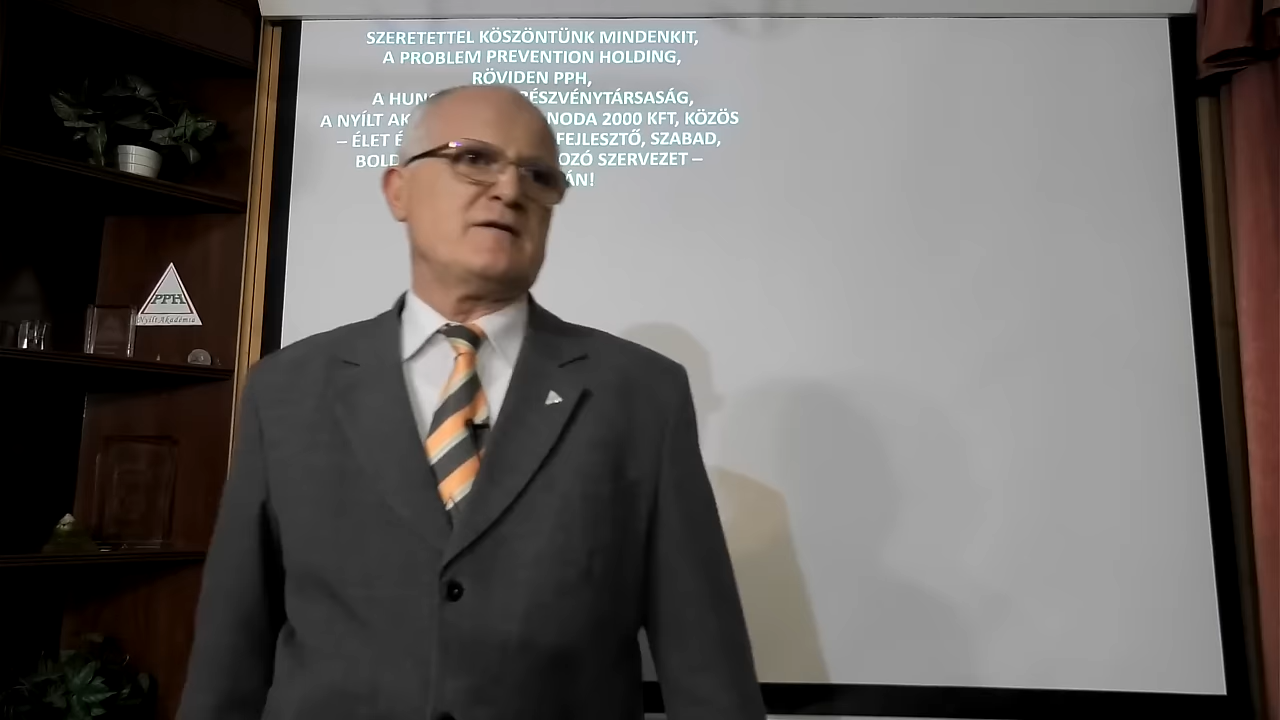 SZERETETTEL KÖSZÖNTÜNK MINDENKIT,
A PROBLEM PREVENTION HOLDING,
RÖVIDEN PPH,
A HUN RÉSZVÉNYTÁRSASÁG,
A NYÍLT AK NODA 2000 KFT, KÖZÖS
– ÉLET É FEJLESZTŐ, SZABAD,
BOLD OZÓ SZERVEZET –
ÁN!
PPH
Nyílt Akadémia